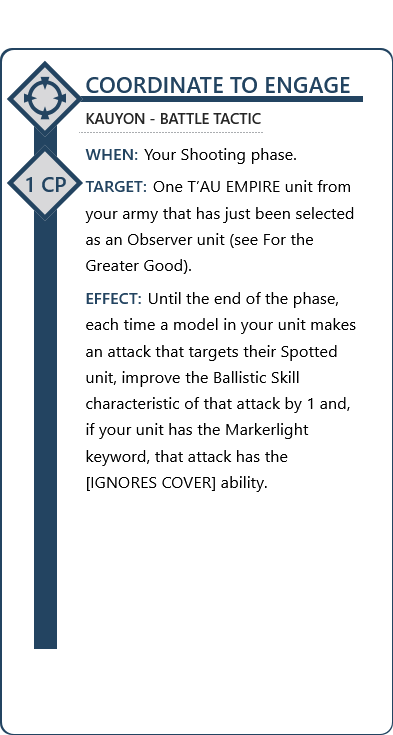 COORDINATE TO ENGAGE
KAUYON - BATTLE TACTIC
WHEN: Your Shooting phase.
1 CP
TARGET: One T’AU EMPIRE unit from
your army that has just been selected
as an Observer unit (see For the
Greater Good).
EFFECT: Until the end of the phase,
each time a model in your unit makes
an attack that targets their Spotted
unit, improve the Ballistic Skill
characteristic of that attack by 1 and,
if your unit has the Markerlight
keyword, that attack has the
[IGNORES COVER] ability.